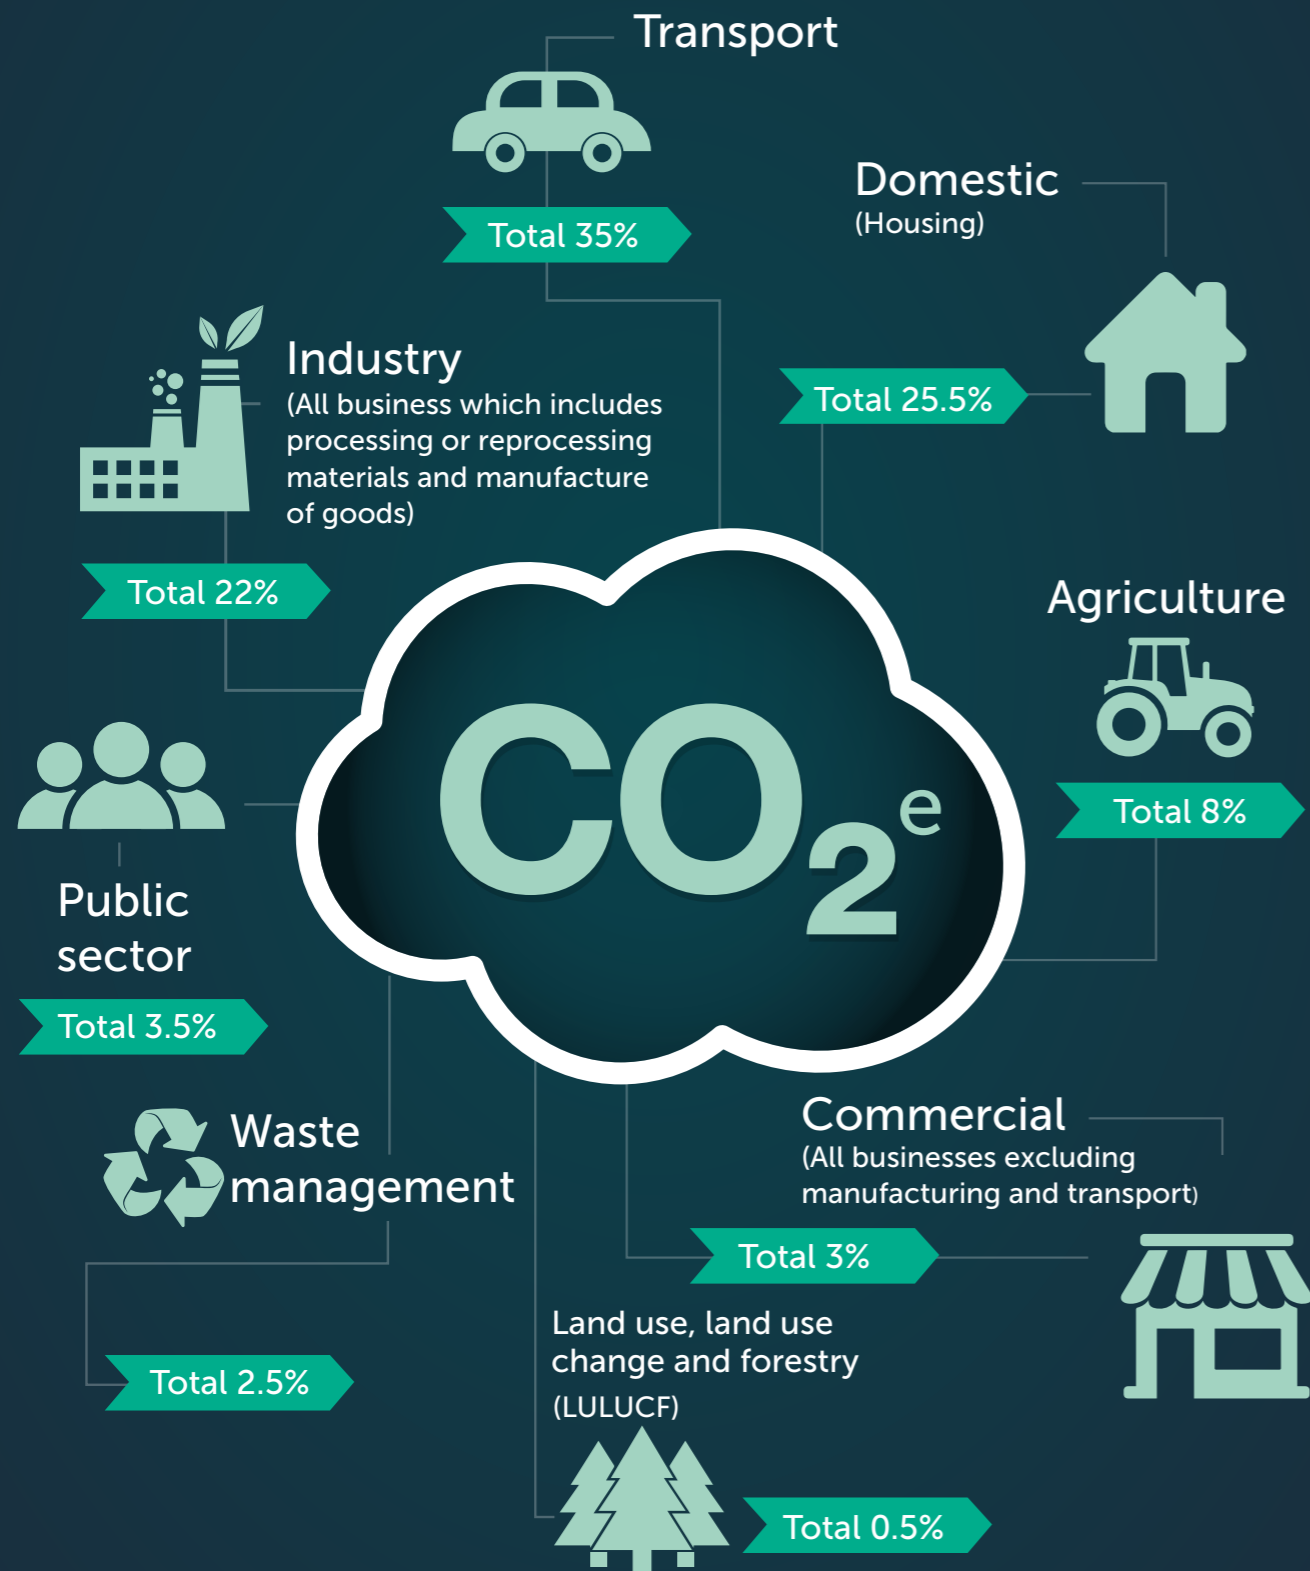 Transport
Total 35%
Domestic
(Housing)
Total 25.5%
Industry
(All business which includes
processing or reprocessing
materials and manufacture
of goods)
Total 22%
Agriculture
Total 8%
CO₂e
Public
sector
Total 3.5%
Waste
management
Total 2.5%
Commercial
(All businesses excluding
manufacturing and transport)
Total 3%
Land use, land use
change and forestry
(LULUCF)
Total 0.5%